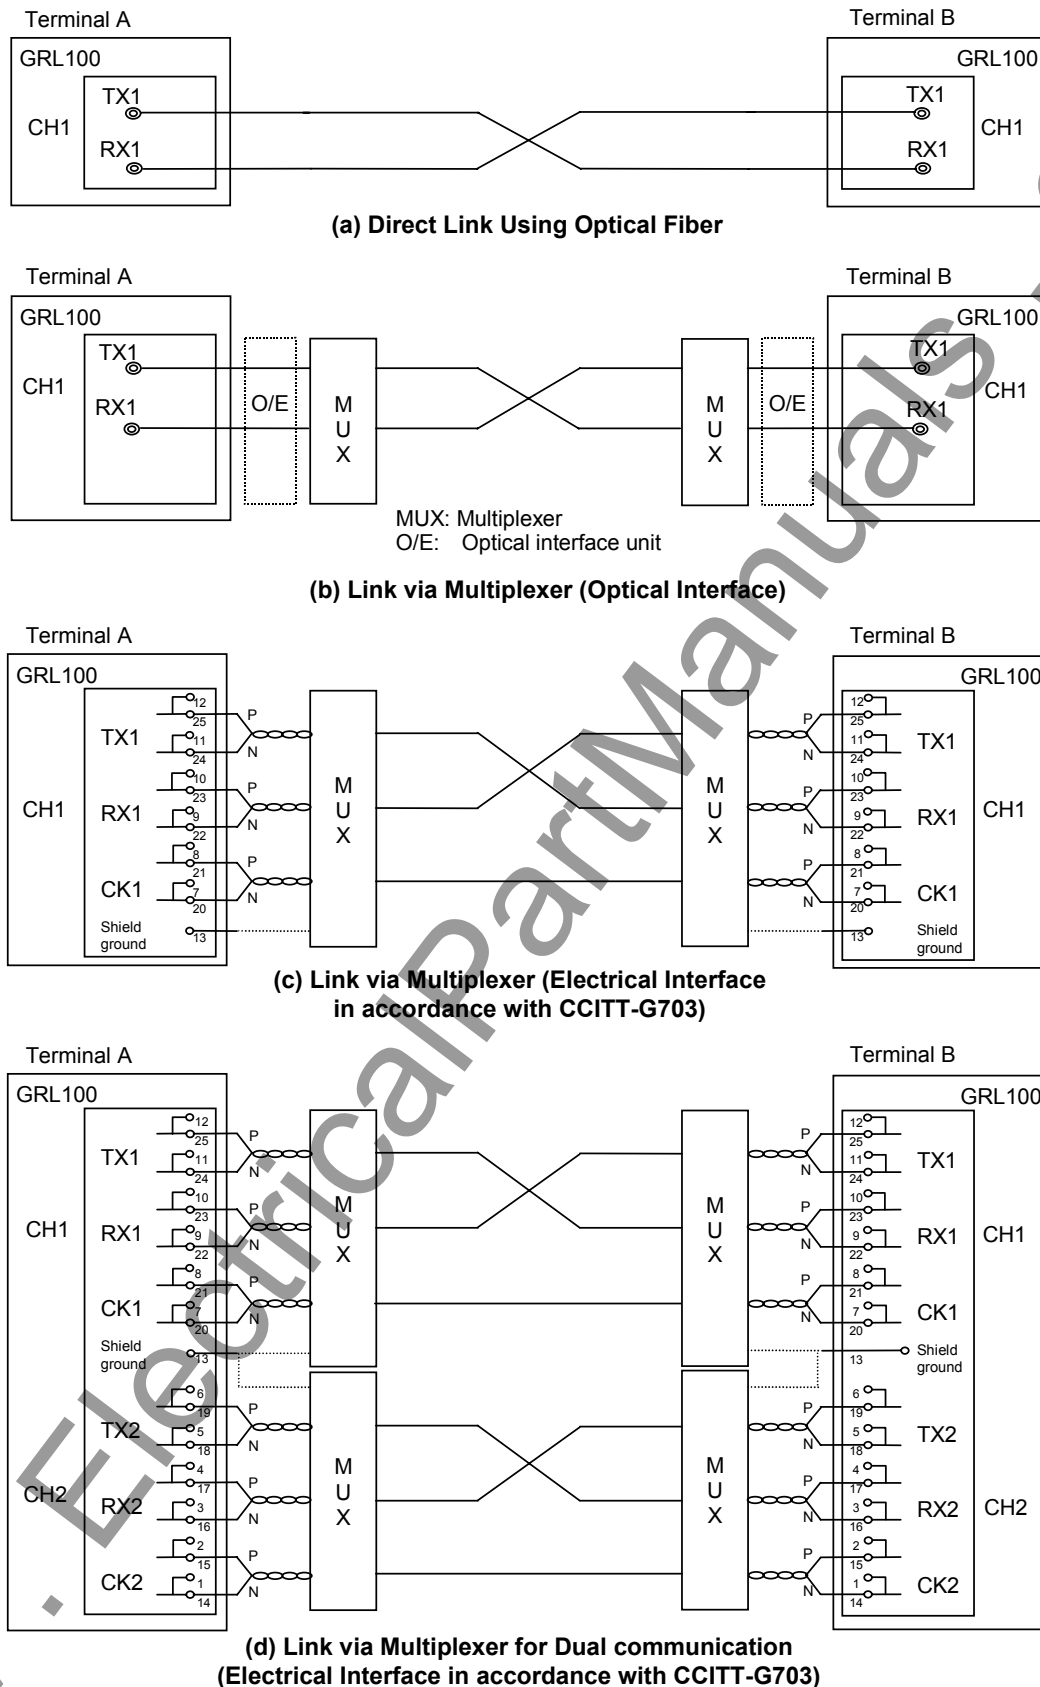 Terminal A Terminal B
GRL100 GRL100
TX1 TX1
CH1 CH1
RX1 RX1
(a) Direct Link Using Optical Fiber
Terminal A Terminal B
GRL100 GRL100
TX1 TX1
CH1 O/E MUX MUX O/E CH1
RX1 RX1
MUX: Multiplexer
O/E: Optical interface unit
(b) Link via Multiplexer (Optical Interface)
Terminal A Terminal B
GRL100 GRL100
12 12
25 P P 25
TX1 11 11 TX1
24 N N 24
10 10
23 P P 23
CH1 RX1 9 MUX MUX 9 RX1 CH1
22 N N 22
8 8
21 P P 21
CK1 7 7 CK1
20 N N 20
Shield 13 13 Shield
ground ground
(c) Link via Multiplexer (Electrical Interface
in accordance with CCITT-G703)
Terminal A Terminal B
GRL100 GRL100
12 12
25 P P 25
TX1 11 11 TX1
24 N N 24
10 10
23 P P 23
CH1 RX1 9 MUX MUX 9 RX1 CH1
22 N N 22
8 8
21 P P 21
CK1 7 7 CK1
20 N N 20
Shield 13 13 Shield
ground ground
6 6
19 P P 19
TX2 5 5 TX2
18 N N 18
4 4
17 P P 17
CH2 RX2 3 MUX MUX 3 RX2 CH2
16 N N 16
2 2
15 P P 15
CK2 1 1 CK2
14 N N 14
(d) Link via Multiplexer for Dual communication
(Electrical Interface in accordance with CCITT-G703)
. ElectricalPartManuals